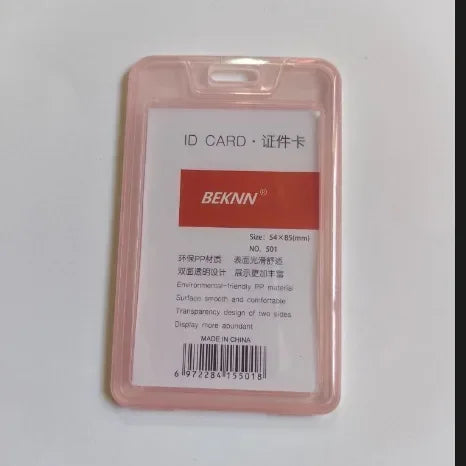 ID CARD · 证件卡
BEKNN®
Size: 54×85(mm)
NO. 501
环保PP材质 表面光滑舒适
双面透明设计 展示更加丰富
Environmental-friendly PP material
Surface smooth and comfortable
Transparency design of two sides
Display more abundant
MADE IN CHINA
6 972284 155018